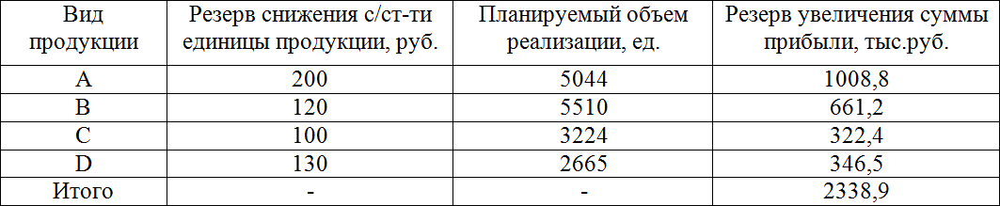 Вид продукции | Резерв снижения с/ст-ти единицы продукции, руб. | Планируемый объем реализации, ед. | Резерв увеличения суммы прибыли, тыс.руб.
A | 200 | 5044 | 1008,8
B | 120 | 5510 | 661,2
C | 100 | 3224 | 322,4
D | 130 | 2665 | 346,5
Итого | - | - | 2338,9